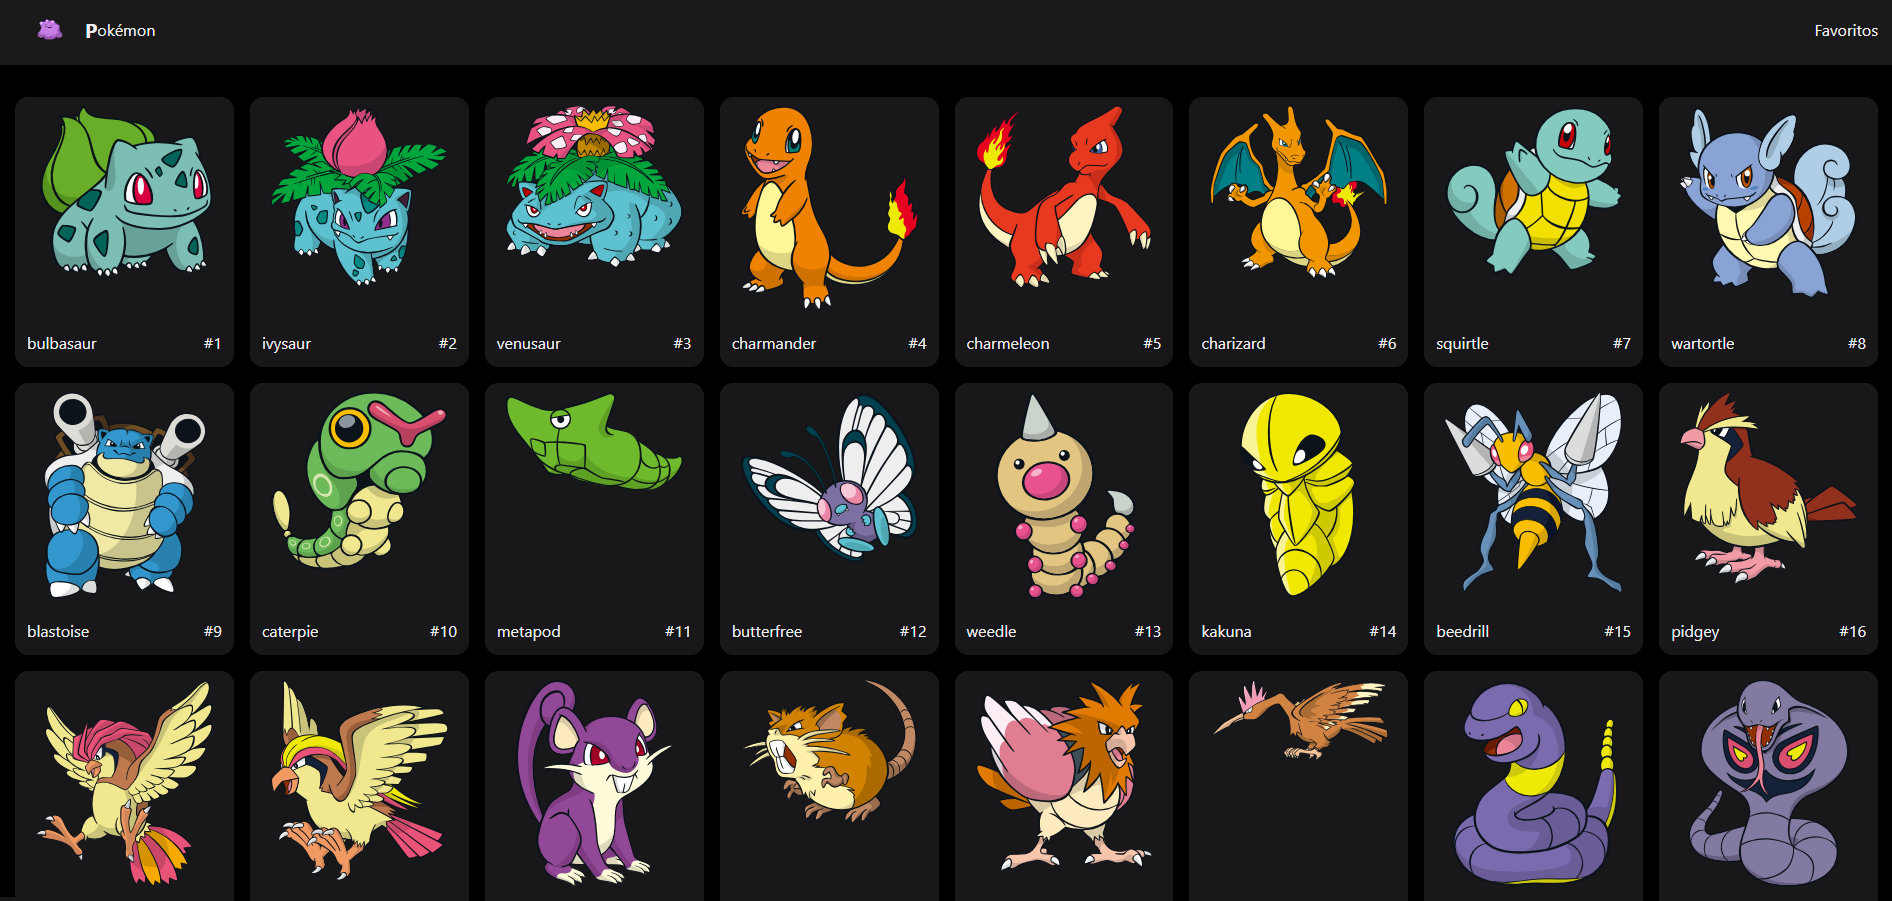 Pokémon Favoritos
bulbasaur #1 ivysaur #2 venusaur #3 charmander #4 charmeleon #5 charizard #6 squirtle #7 wartortle #8
blastoise #9 caterpie #10 metapod #11 butterfree #12 weedle #13 kakuna #14 beedrill #15 pidgey #16